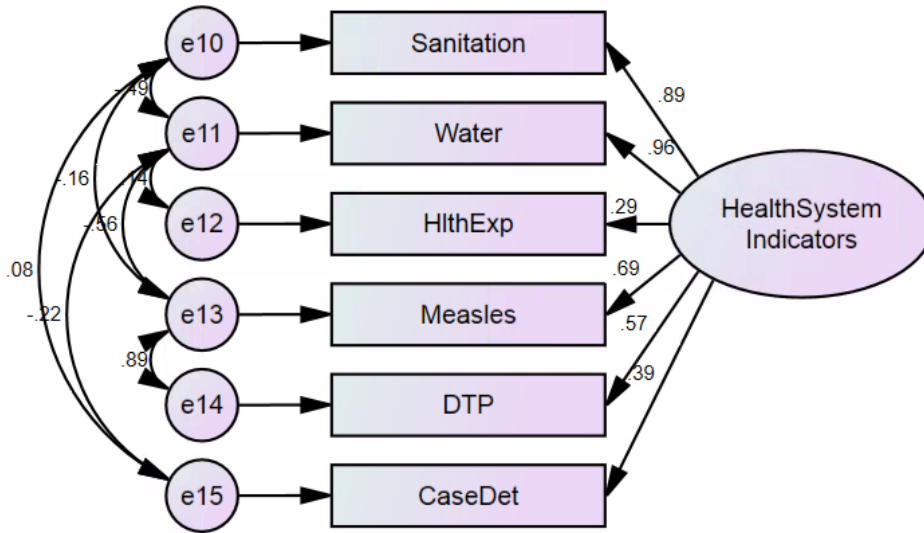 e10
Sanitation
-.49
.89
e11
Water
.96
-.16
.14
e12
HlthExp
.29
HealthSystem
Indicators
-.56
.08
.69
-.22
e13
Measles
.57
.89
.39
e14
DTP
e15
CaseDet